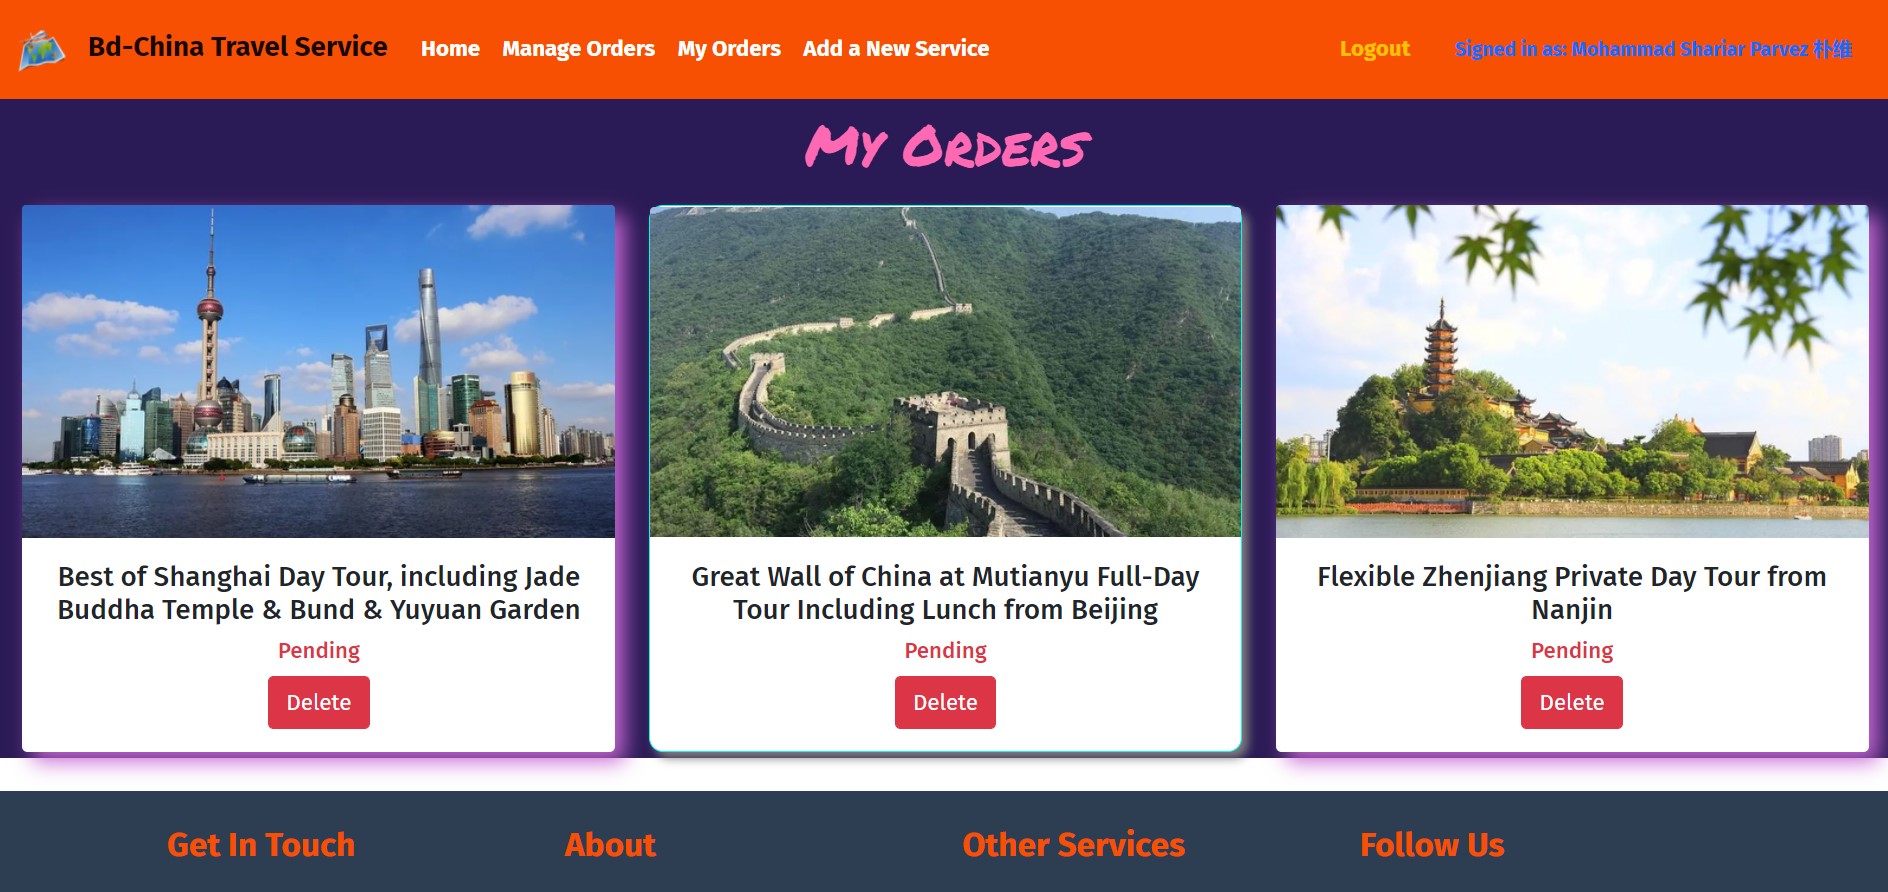 Bd-China Travel Service Home Manage Orders My Orders Add a New Service Logout Signed in as: Mohammad Shariar Parvez 朴维
My Orders
Best of Shanghai Day Tour, including Jade
Buddha Temple & Bund & Yuyuan Garden
Pending
Delete
Great Wall of China at Mutianyu Full-Day
Tour Including Lunch from Beijing
Pending
Delete
Flexible Zhenjiang Private Day Tour from
Nanjin
Pending
Delete
Get In Touch About Other Services Follow Us